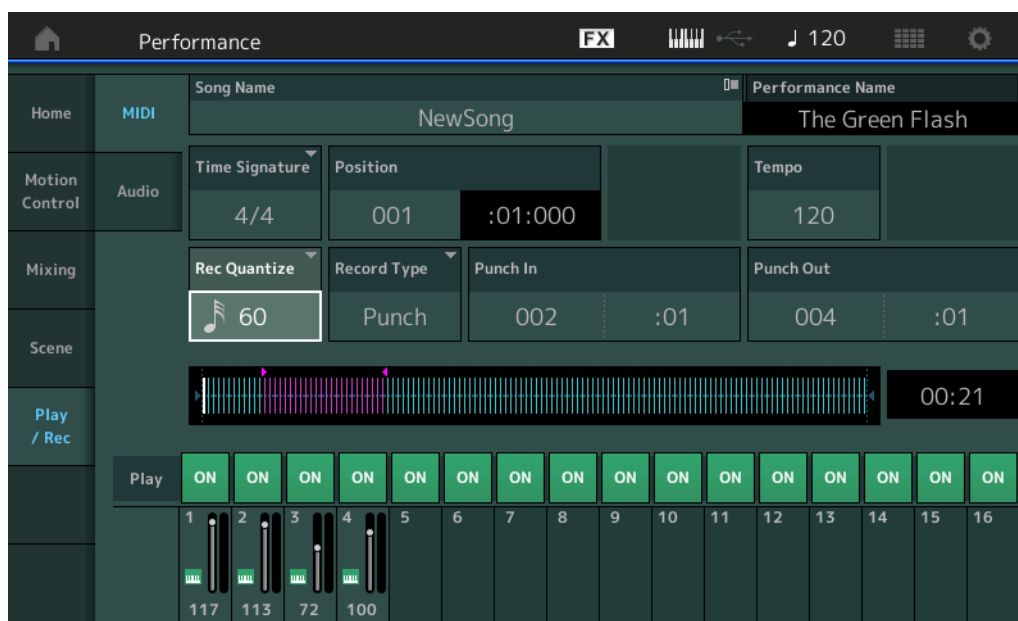 Performance FX 120
Song Name Performance Name
NewSong The Green Flash
Home MIDI
Time Signature Position Tempo
Motion Control Audio
4/4 001 :01:000 120
Mixing Rec Quantize Record Type Punch In Punch Out
60 Punch 002 :01 004 :01
Scene
00:21
Play / Rec
Play ON ON ON ON ON ON ON ON ON ON ON ON ON ON ON ON
1 2 3 4 5 6 7 8 9 10 11 12 13 14 15 16
117 113 72 100